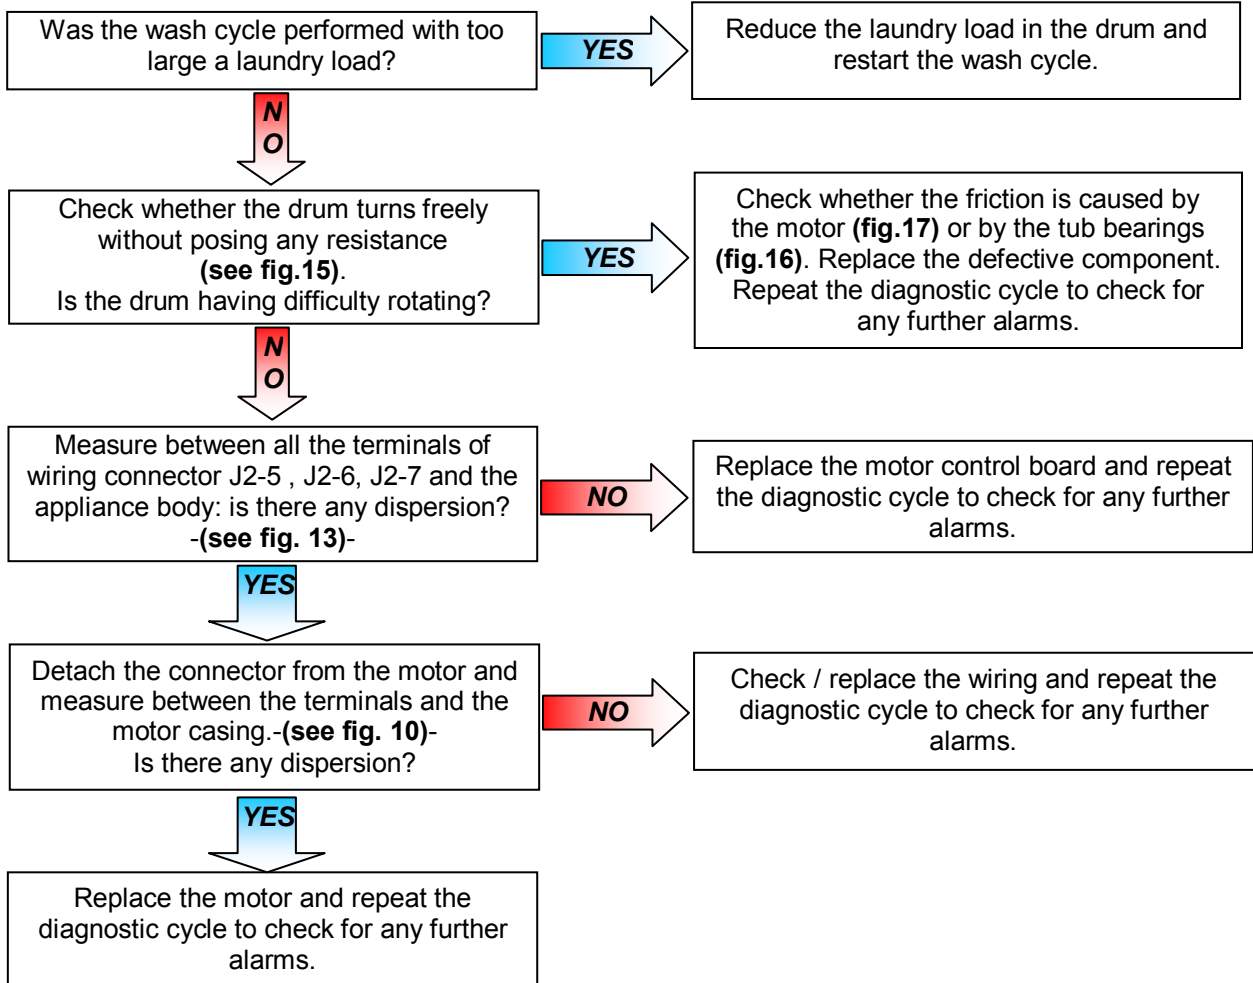 Was the wash cycle performed with too
large a laundry load?
YES
Reduce the laundry load in the drum and
restart the wash cycle.
N
O
Check whether the drum turns freely
without posing any resistance
(see fig.15).
Is the drum having difficulty rotating?
YES
Check whether the friction is caused by
the motor (fig.17) or by the tub bearings
(fig.16). Replace the defective component.
Repeat the diagnostic cycle to check for
any further alarms.
N
O
Measure between all the terminals of
wiring connector J2-5 , J2-6, J2-7 and the
appliance body: is there any dispersion?
-(see fig. 13)-
NO
Replace the motor control board and repeat
the diagnostic cycle to check for any further
alarms.
YES
Detach the connector from the motor and
measure between the terminals and the
motor casing.-(see fig. 10)-
Is there any dispersion?
NO
Check / replace the wiring and repeat the
diagnostic cycle to check for any further
alarms.
YES
Replace the motor and repeat the
diagnostic cycle to check for any further
alarms.